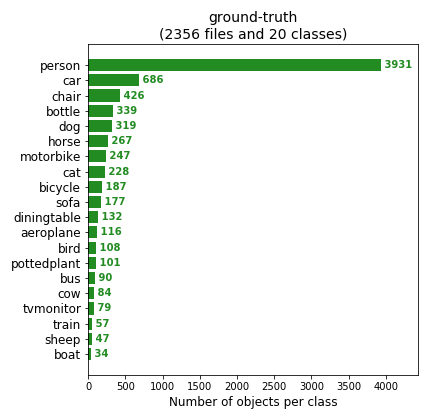 ground-truth
(2356 files and 20 classes)
person 3931
car 686
chair 426
bottle 339
dog 319
horse 267
motorbike 247
cat 228
bicycle 187
sofa 177
diningtable 132
aeroplane 116
bird 108
pottedplant 101
bus 90
cow 84
tvmonitor 79
train 57
sheep 47
boat 34
0 500 1000 1500 2000 2500 3000 3500 4000
Number of objects per class